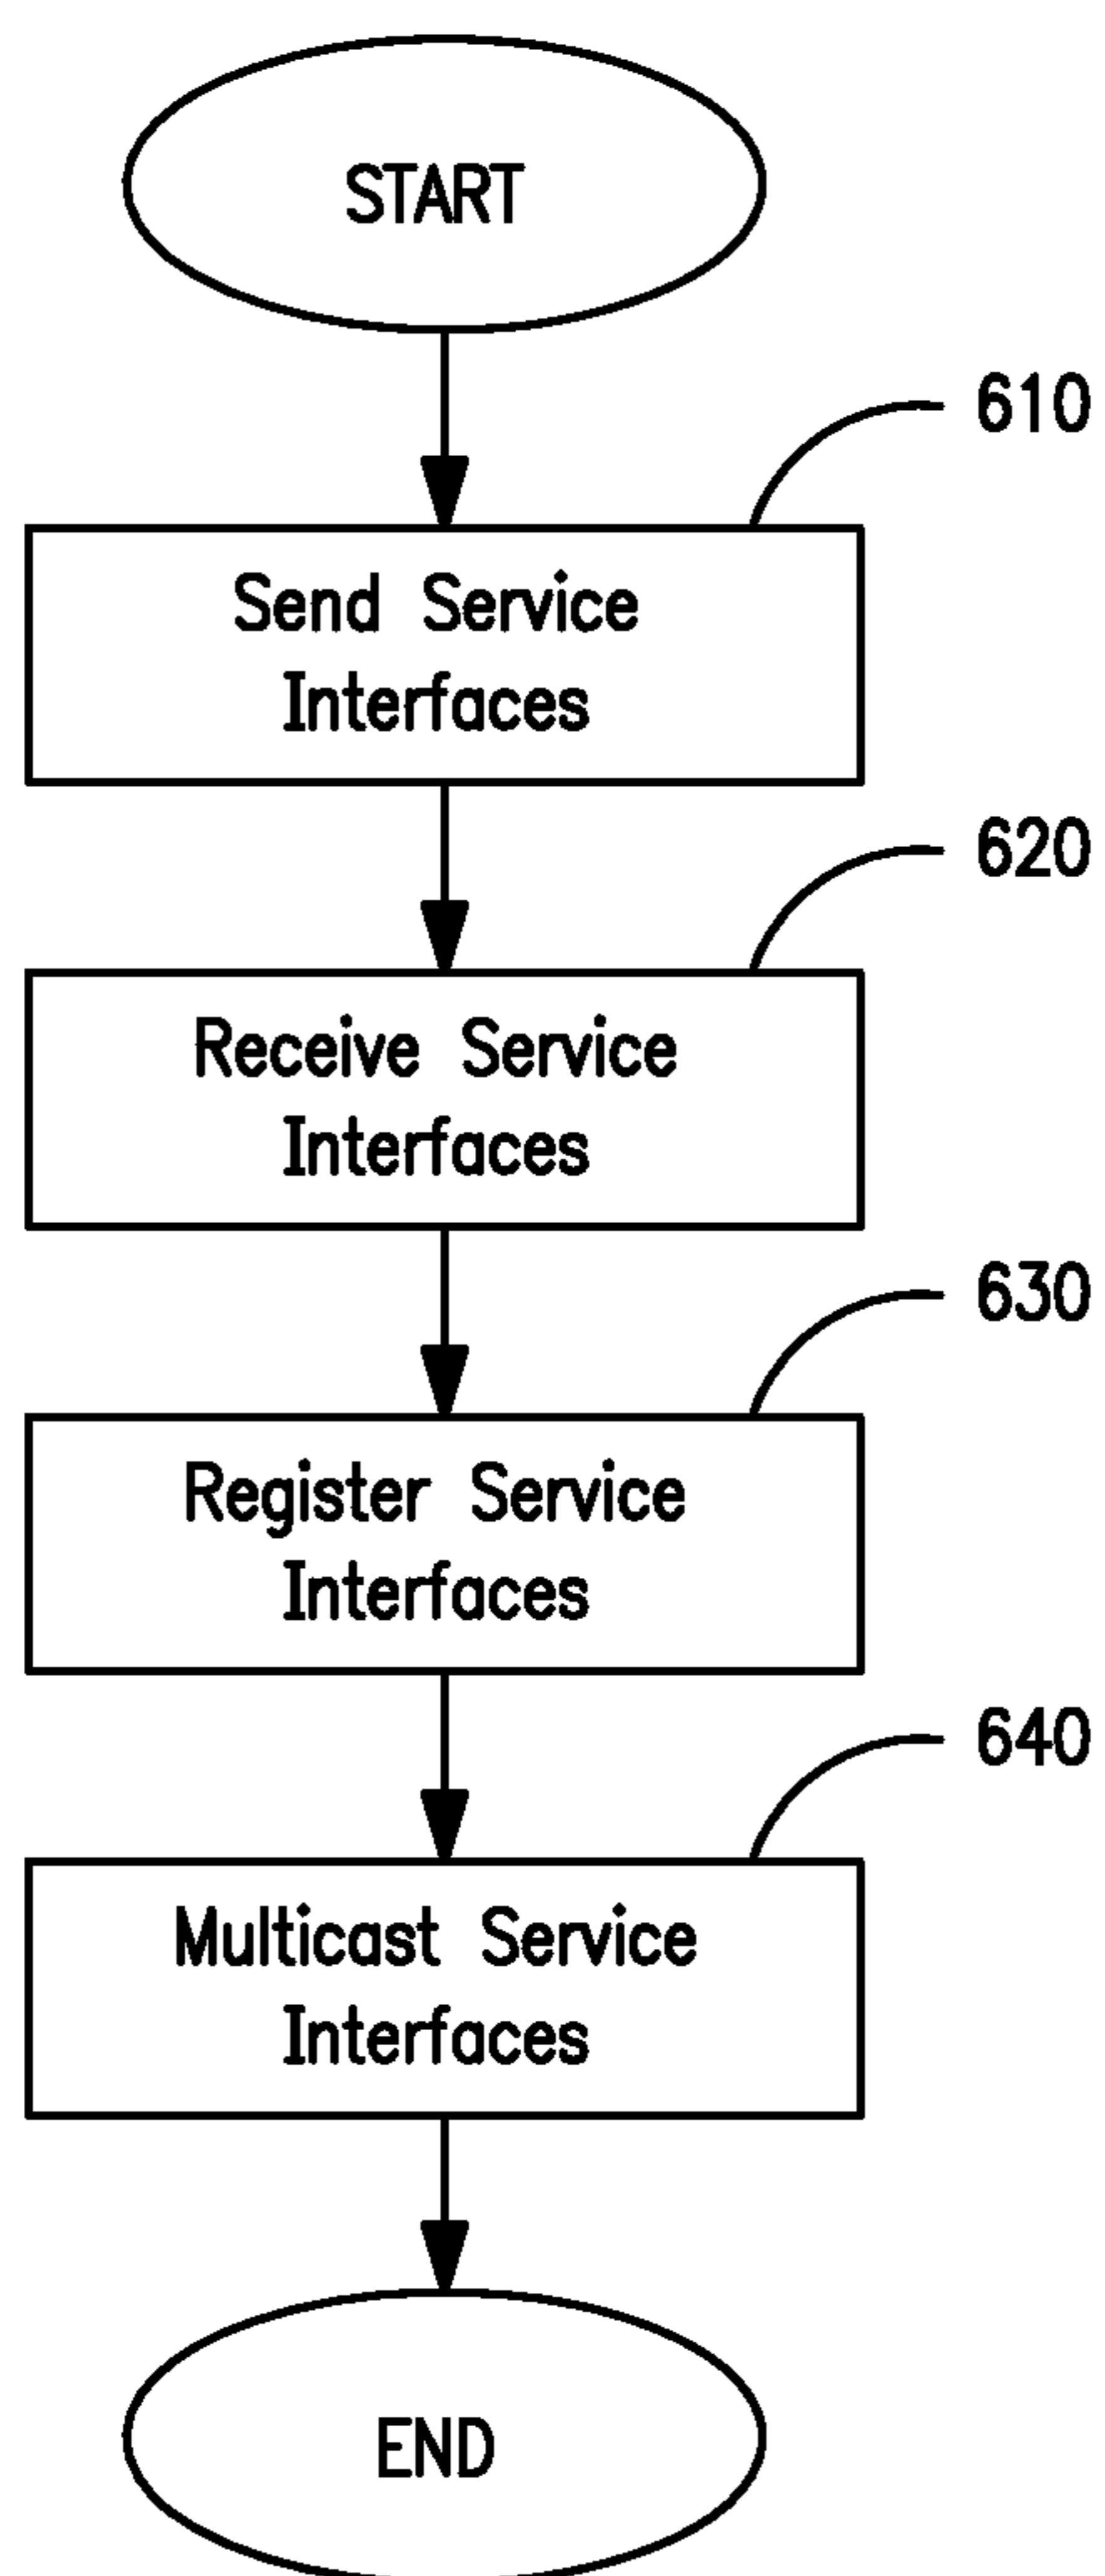 START
610
Send Service
Interfaces
620
Receive Service
Interfaces
630
Register Service
Interfaces
640
Multicast Service
Interfaces
END